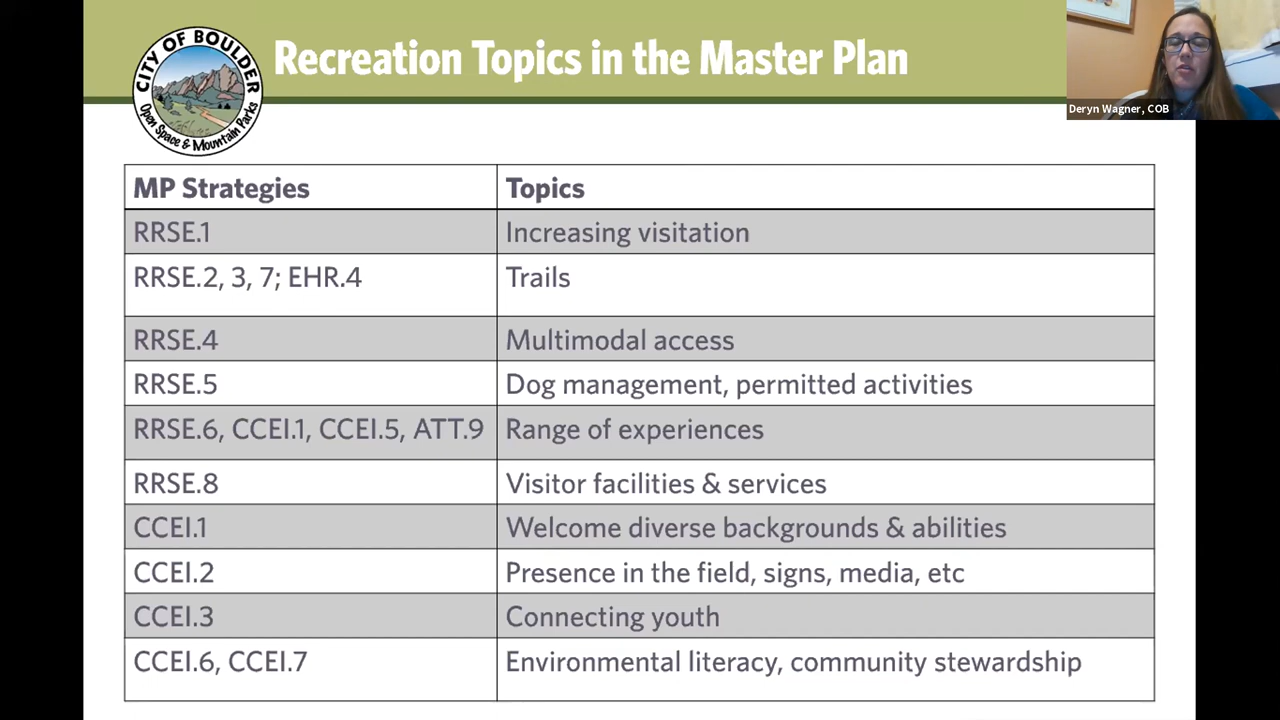 CITY OF BOULDER
Open Space & Mountain Parks
Recreation Topics in the Master Plan
Deryn Wagner, COB
MP Strategies Topics
RRSE.1 Increasing visitation
RRSE.2, 3, 7; EHR.4 Trails
RRSE.4 Multimodal access
RRSE.5 Dog management, permitted activities
RRSE.6, CCEI.1, CCEI.5, ATT.9 Range of experiences
RRSE.8 Visitor facilities & services
CCEI.1 Welcome diverse backgrounds & abilities
CCEI.2 Presence in the field, signs, media, etc
CCEI.3 Connecting youth
CCEI.6, CCEI.7 Environmental literacy, community stewardship